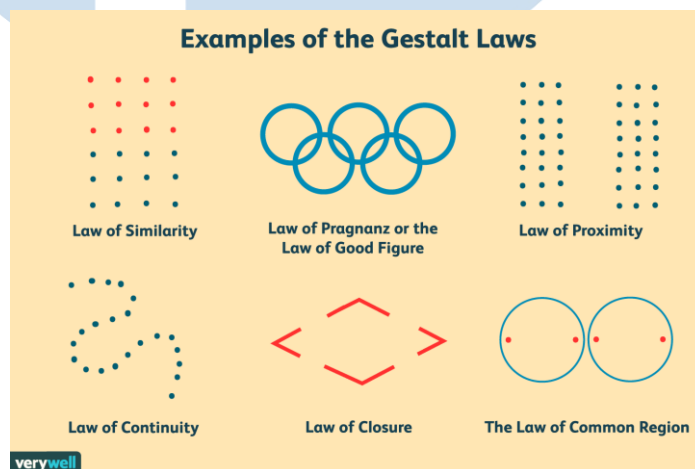 Examples of the Gestalt Laws
Law of Similarity
Law of Pragnanz or the
Law of Good Figure
Law of Proximity
Law of Continuity
Law of Closure
The Law of Common Region
verywell